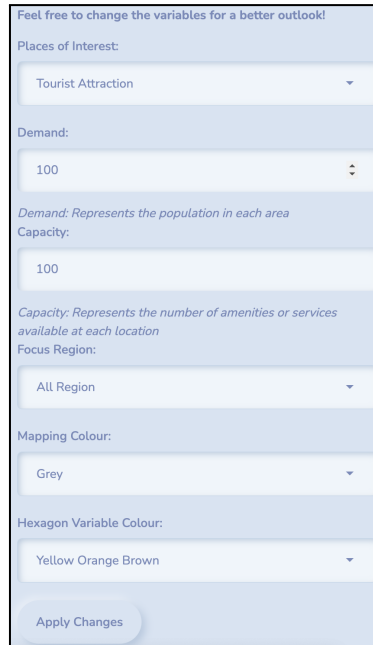 Feel free to change the variables for a better outlook!
Places of Interest:
Tourist Attraction
Demand:
100
Demand: Represents the population in each area
Capacity:
100
Capacity: Represents the number of amenities or services
available at each location
Focus Region:
All Region
Mapping Colour:
Grey
Hexagon Variable Colour:
Yellow Orange Brown
Apply Changes